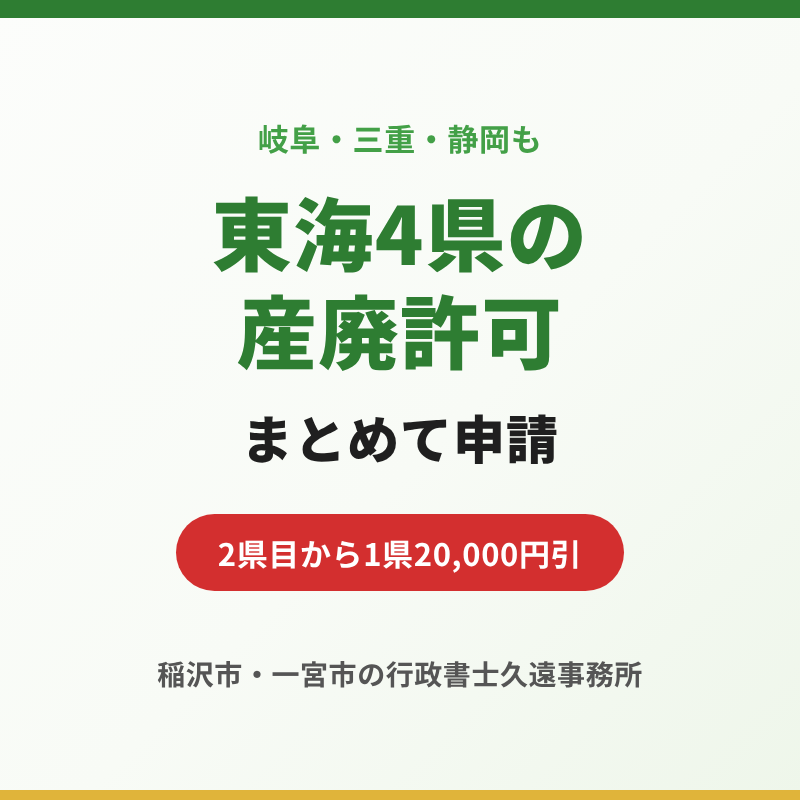 岐阜・三重・静岡も
東海4県の
産廃許可
まとめて申請
2県目から1県20,000円引
稲沢市・一宮市の行政書士久遠事務所